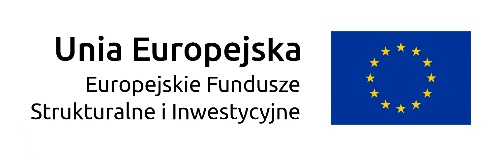 Unia Europejska
Europejskie Fundusze
Strukturalne i Inwestycyjne